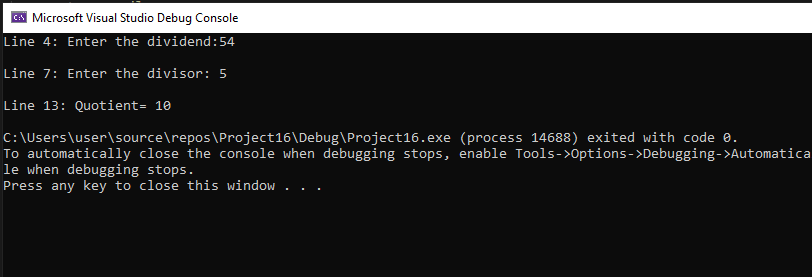 Microsoft Visual Studio Debug Console
Line 4: Enter the dividend:54
Line 7: Enter the divisor: 5
Line 13: Quotient= 10
C:\Users\user\source\repos\Project16\Debug\Project16.exe (process 14688) exited with code 0.
To automatically close the console when debugging stops, enable Tools->Options->Debugging->Automatica
le when debugging stops.
Press any key to close this window . . .